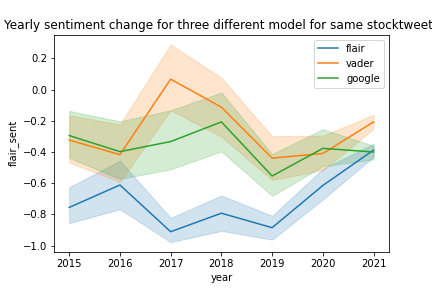 Yearly sentiment change for three different model for same stocktweet
flair
vader
google
0.2
0.0
−0.2
−0.4
−0.6
−0.8
−1.0
flair_sent
2015 2016 2017 2018 2019 2020 2021
year